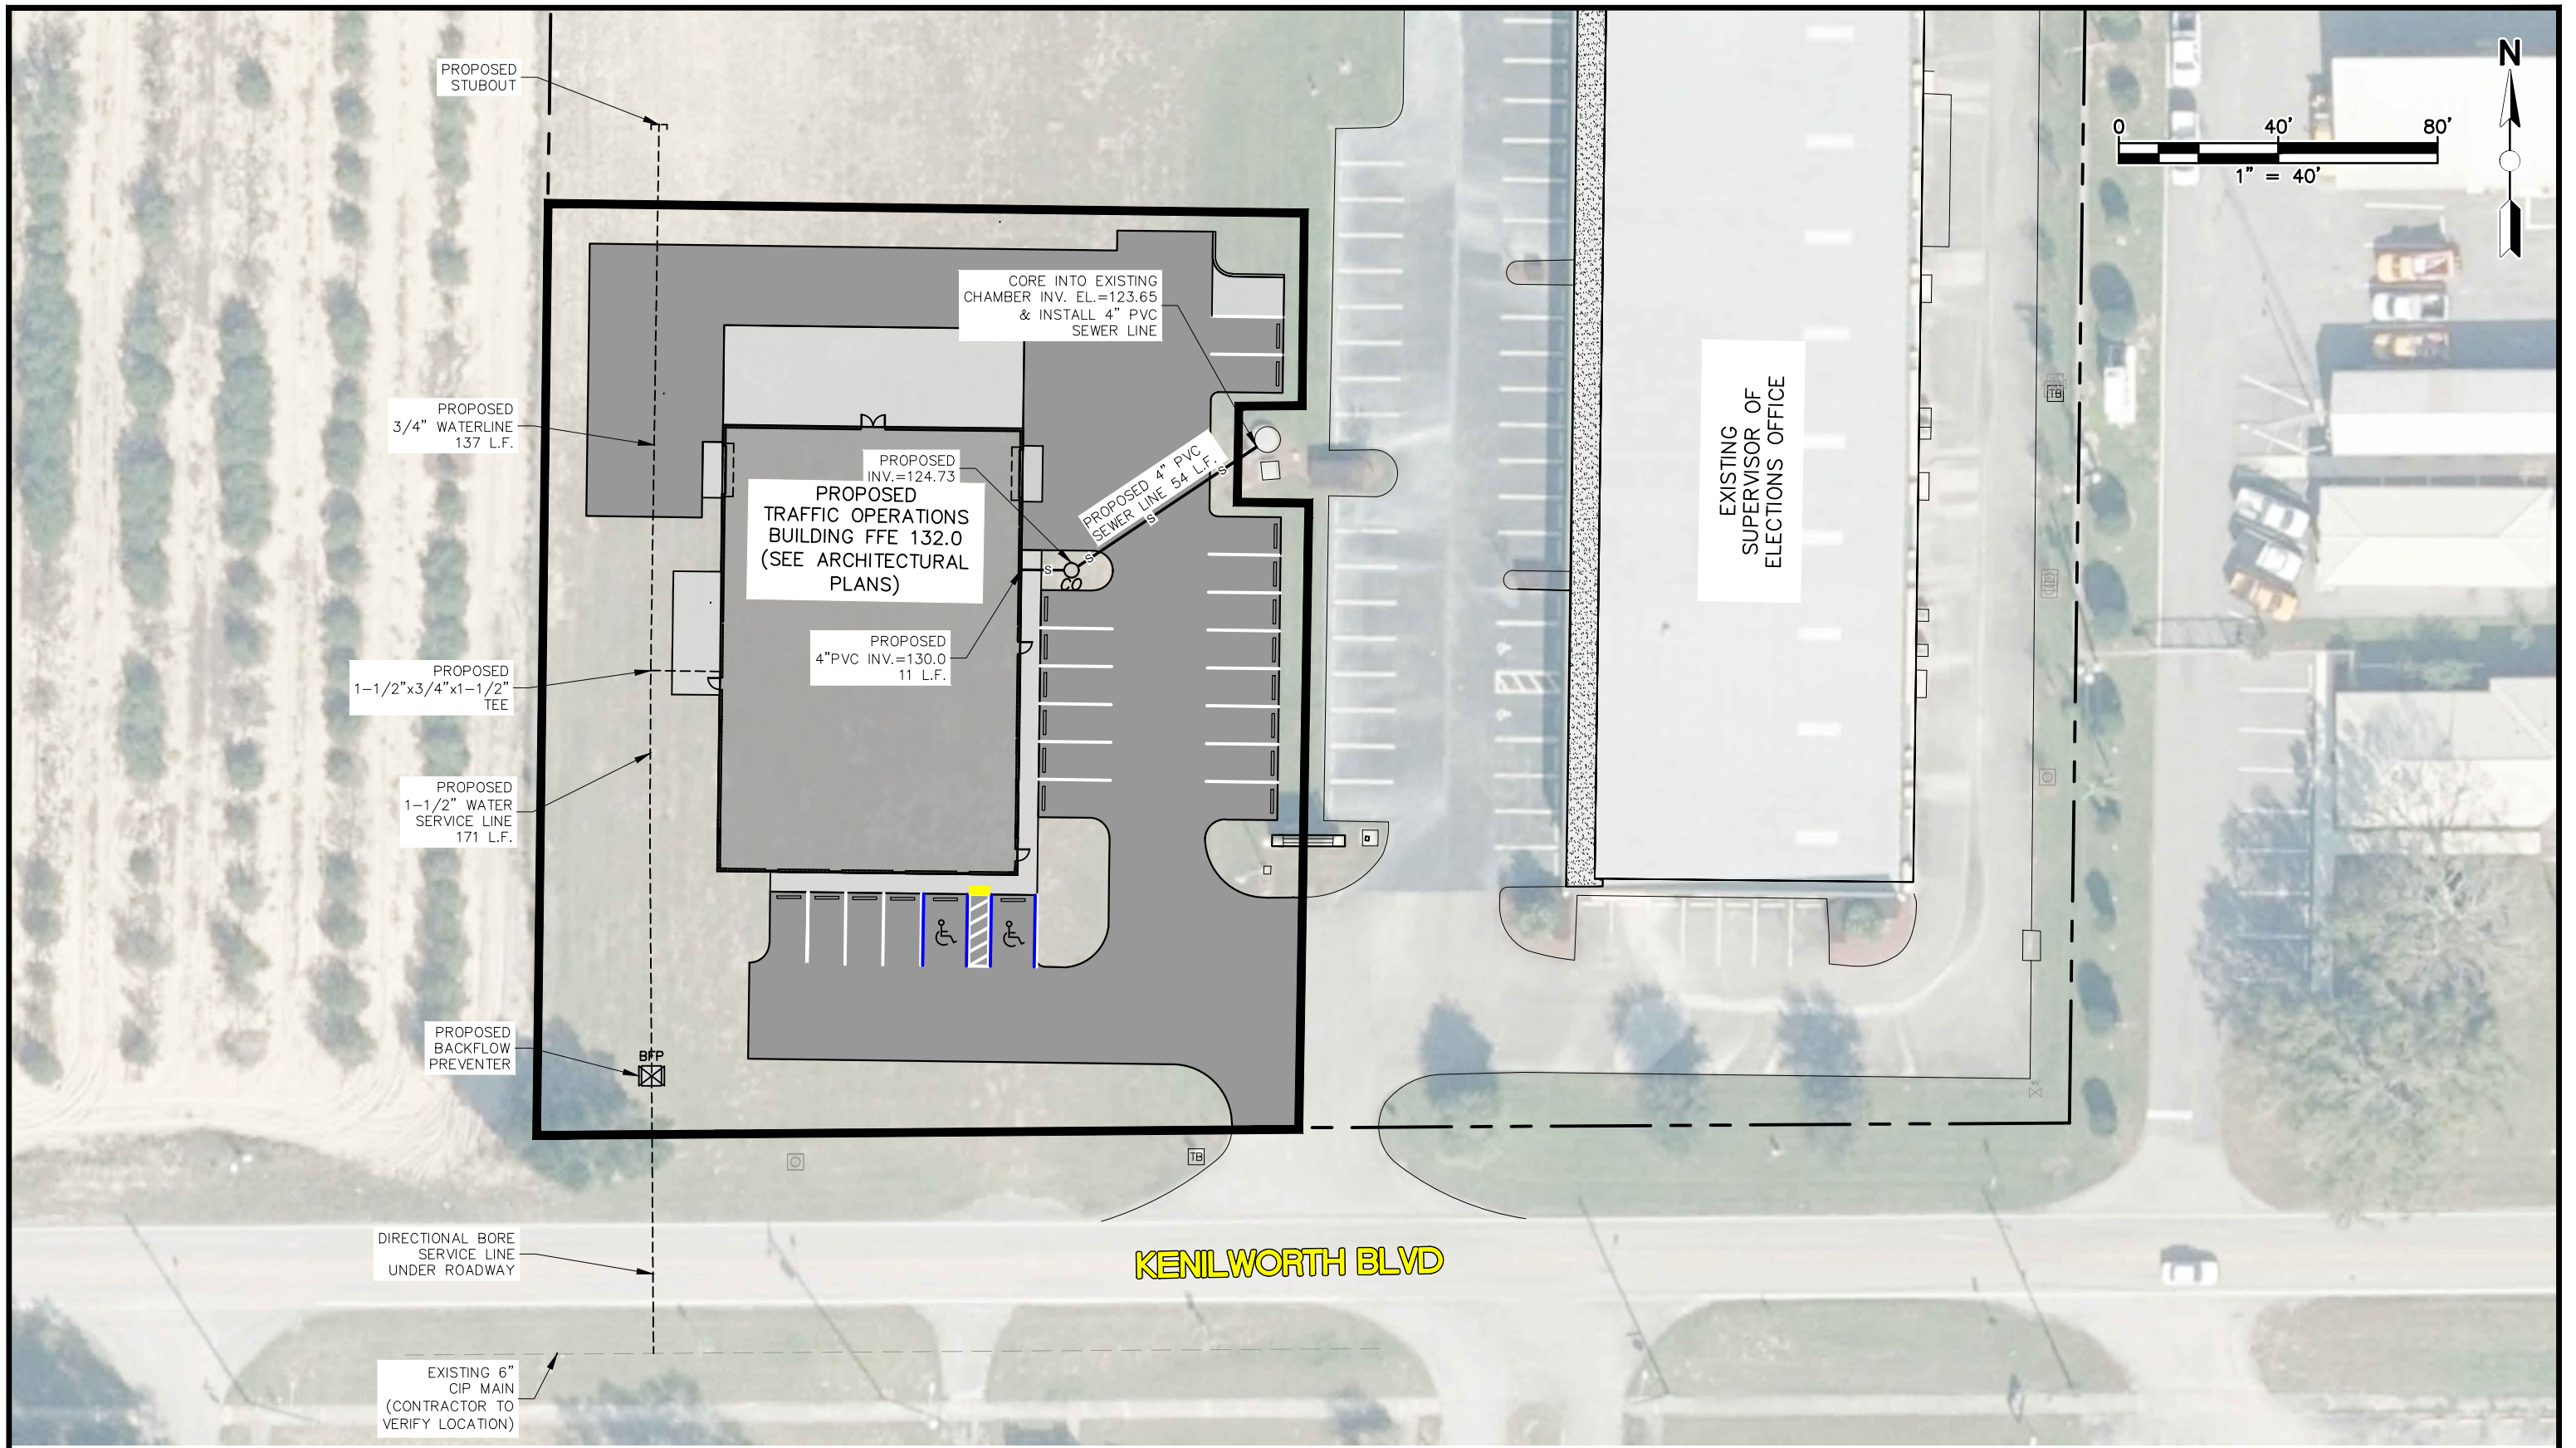 PROPOSED
STUBOUT
N
0 40' 80'
1" = 40'
CORE INTO EXISTING
CHAMBER INV. EL.=123.65
& INSTALL 4" PVC
SEWER LINE
PROPOSED
3/4" WATERLINE
137 L.F.
PROPOSED
INV.=124.73
PROPOSED 4" PVC
SEWER LINE 54 L.F.
S
S
S
S
CO
PROPOSED
TRAFFIC OPERATIONS
BUILDING FFE 132.0
(SEE ARCHITECTURAL
PLANS)
EXISTING
SUPERVISOR OF
ELECTIONS OFFICE
TB
PROPOSED
4"PVC INV.=130.0
11 L.F.
PROPOSED
1-1/2"x3/4"x1-1/2"
TEE
PROPOSED
1-1/2" WATER
SERVICE LINE
171 L.F.
PROPOSED
BACKFLOW
PREVENTER
BFP
WV
TB
DIRECTIONAL BORE
SERVICE LINE
UNDER ROADWAY
KENILWORTH BLVD
EXISTING 6"
CIP MAIN
(CONTRACTOR TO
VERIFY LOCATION)